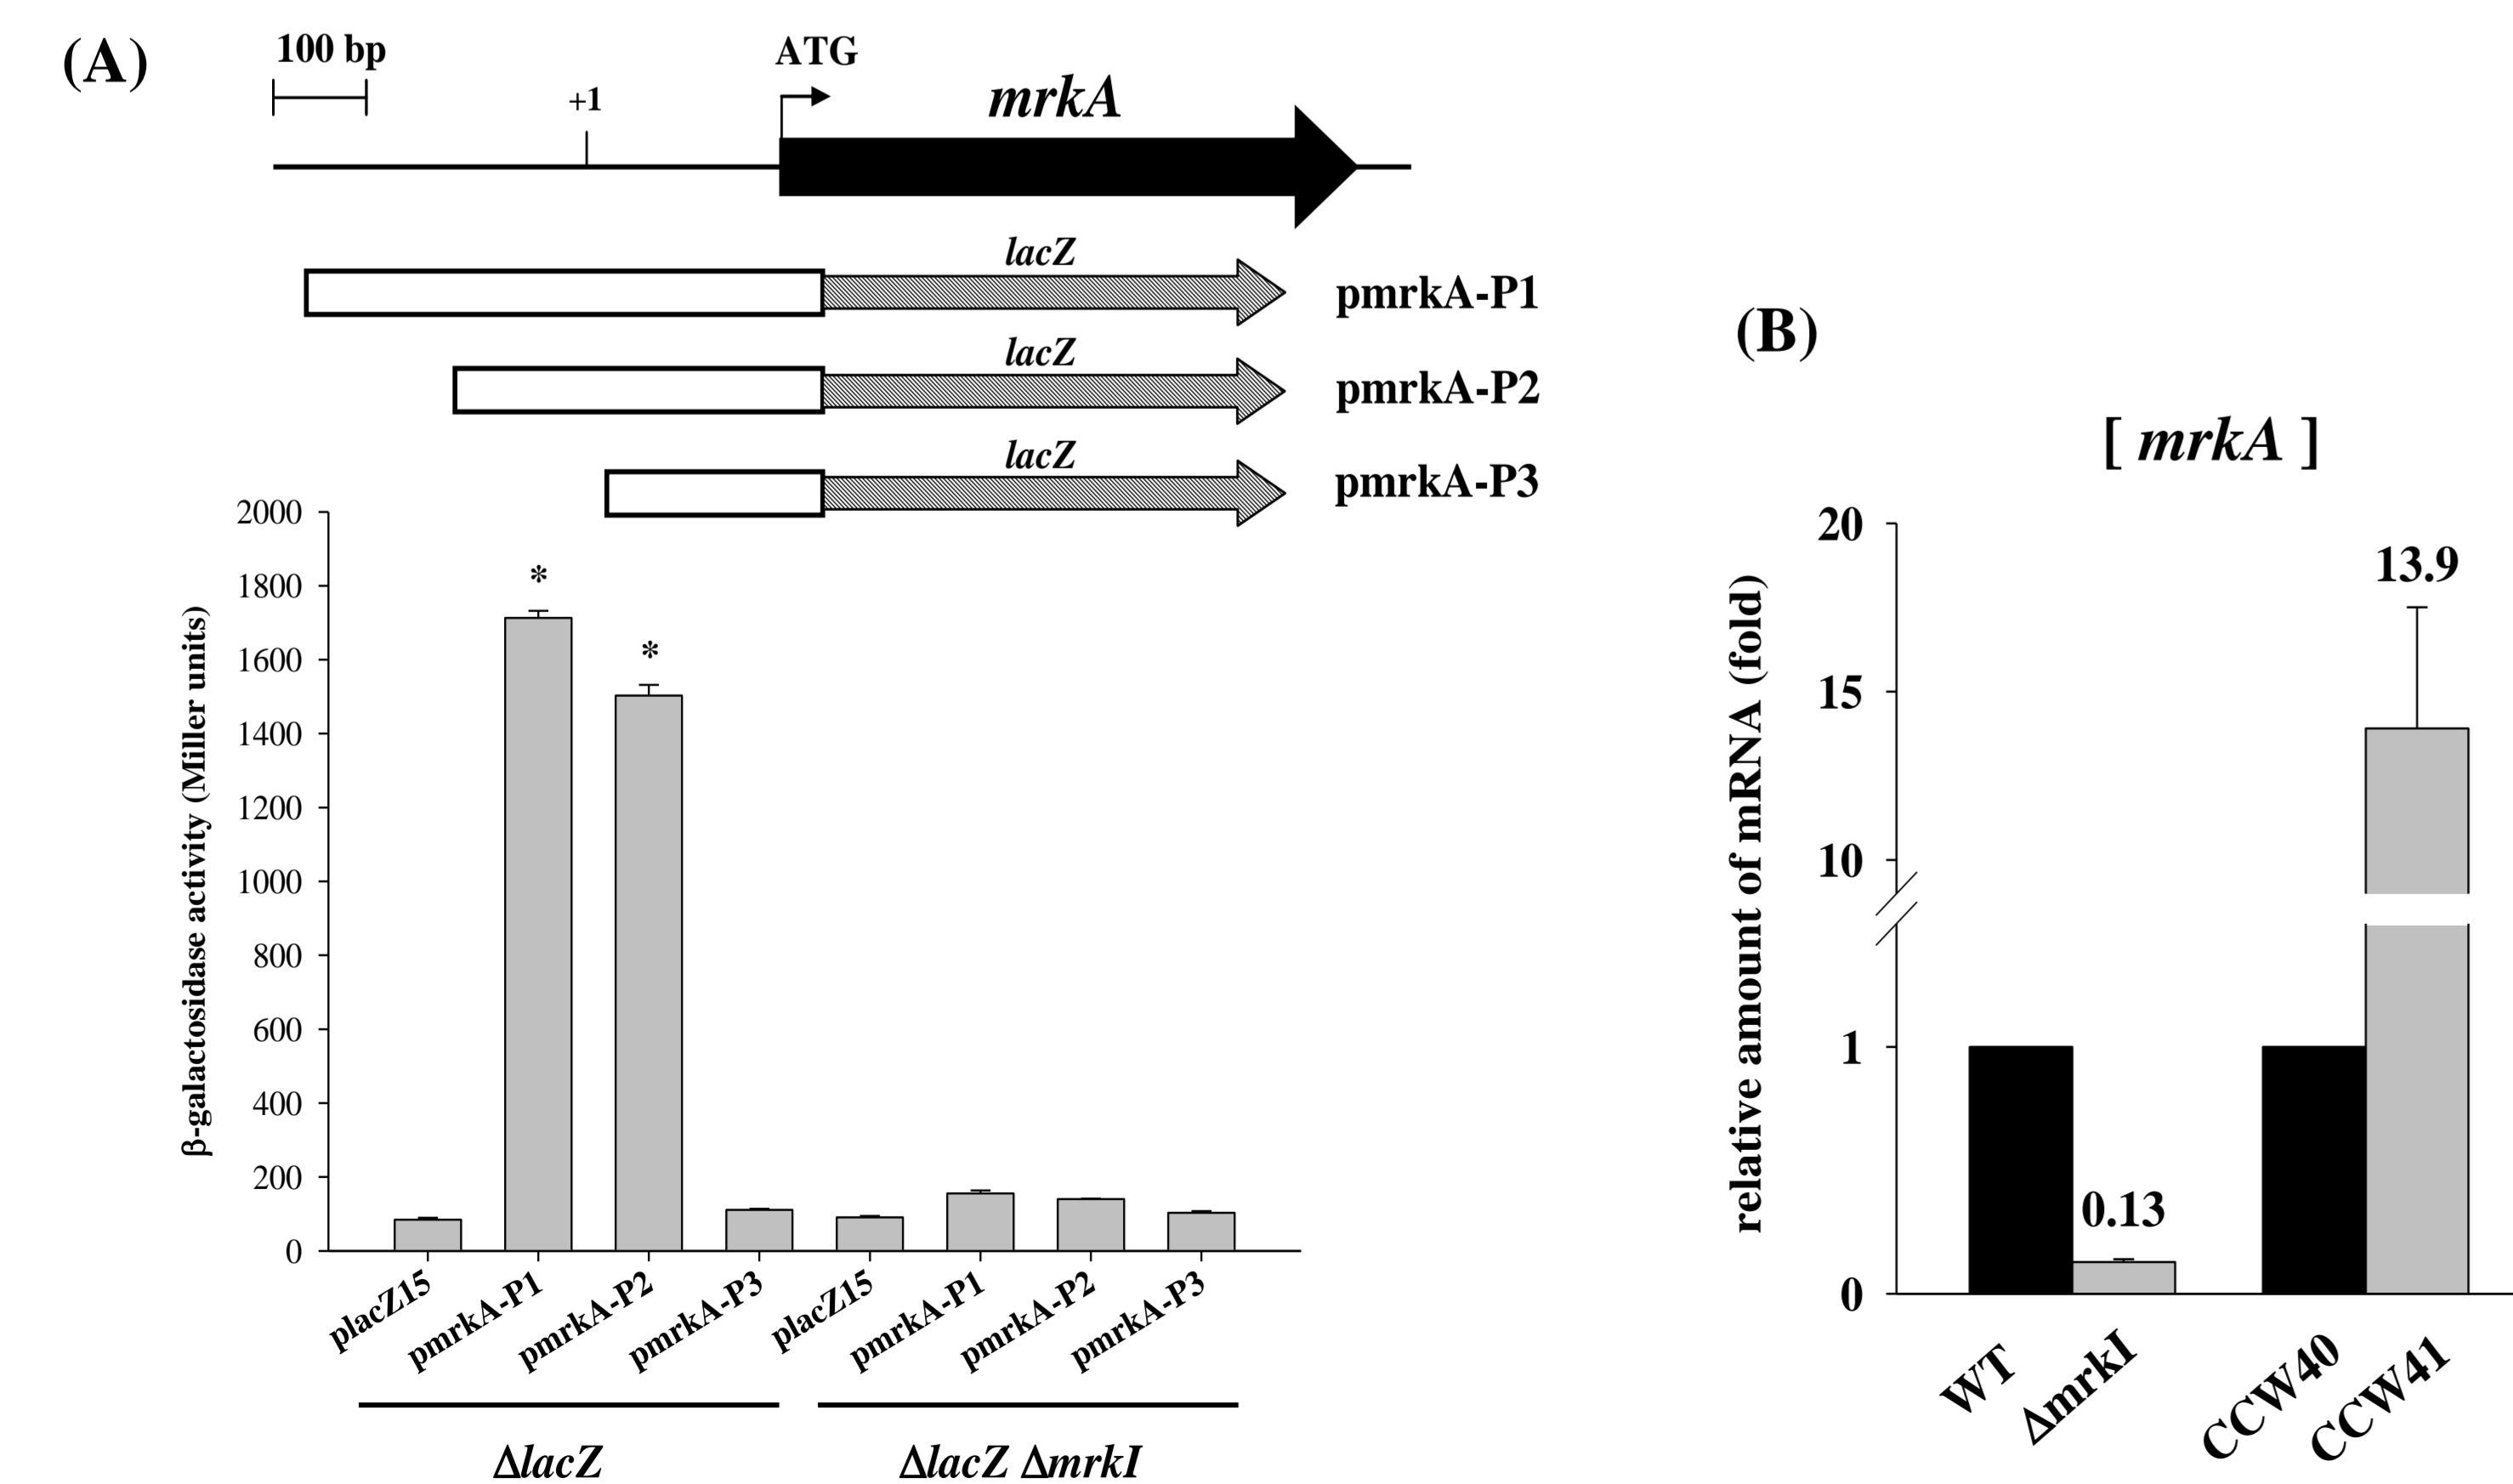 (A)
100 bp
+1
ATG
mrkA
lacZ
pmrkA-P1
lacZ
pmrkA-P2
lacZ
pmrkA-P3
β-galactosidase activity (Miller units)
2000
1800
1600
1400
1200
1000
800
600
400
200
0
*
*
placZ15
pmrkA-P1
pmrkA-P2
pmrkA-P3
placZ15
pmrkA-P1
pmrkA-P2
pmrkA-P3
ΔlacZ
ΔlacZ ΔmrkI
(B)
[ mrkA ]
relative amount of mRNA (fold)
20
15
10
1
0
0.13
13.9
WT
ΔmrkI
CCW40
CCW41